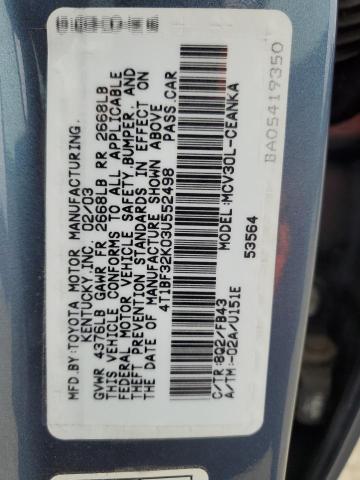 MFD.BY:TOYOTA MOTOR MANUFACTURING,
KENTUCKY,INC. 02/03
GVWR 4376LB GAWR FR 2668LB RR 2668LB
THIS VEHICLE CONFORMS TO ALL APPLICABLE
FEDERAL MOTOR VEHICLE SAFETY,BUMPER, AND
THEFT PREVENTION STANDARDS IN EFFECT ON
THE DATE OF MANUFACTURE SHOWN ABOVE
4T1BF32K03U552498 PASS.CAR
MODEL:MCV30L-CEANKA
53564
C/TR:8Q2/FB43
A/TM:-02A/U151E
BA05419350